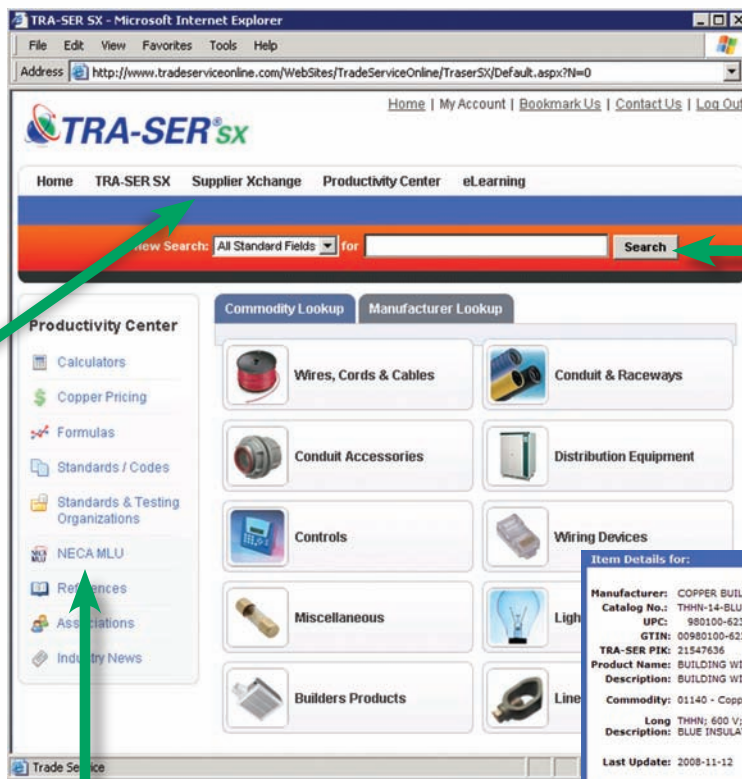 TRA-SER SX - Microsoft Internet Explorer
File Edit View Favorites Tools Help
Address http://www.tradeserviceonline.com/WebSites/TradeServiceOnline/TraserSX/Default.aspx?N=0
Home | My Account | Bookmark Us | Contact Us | Log Out
TRA-SER® SX
Home TRA-SER SX Supplier Xchange Productivity Center eLearning
Search: All Standard Fields for Search
Productivity Center
Calculators
Copper Pricing
Formulas
Standards / Codes
Standards & Testing
Organizations
NECA MLU
References
Associations
Industry News
Commodity Lookup Manufacturer Lookup
Wires, Cords & Cables
Conduit & Raceways
Conduit Accessories
Distribution Equipment
Controls
Wiring Devices
Miscellaneous
Builders Products
Item Details for:
Manufacturer: COPPER
Catalog No.: THHN-14-BLU
UPC: 980100-62
GTIN: 00980100-62
TRA-SER PIK: 21547636
Product Name: BUILDING
Description: BUILDING
Commodity: 01140 -
Long THHN; 600 V;
Description: BLUE
Last Update: 2008-11-12
Trade Service